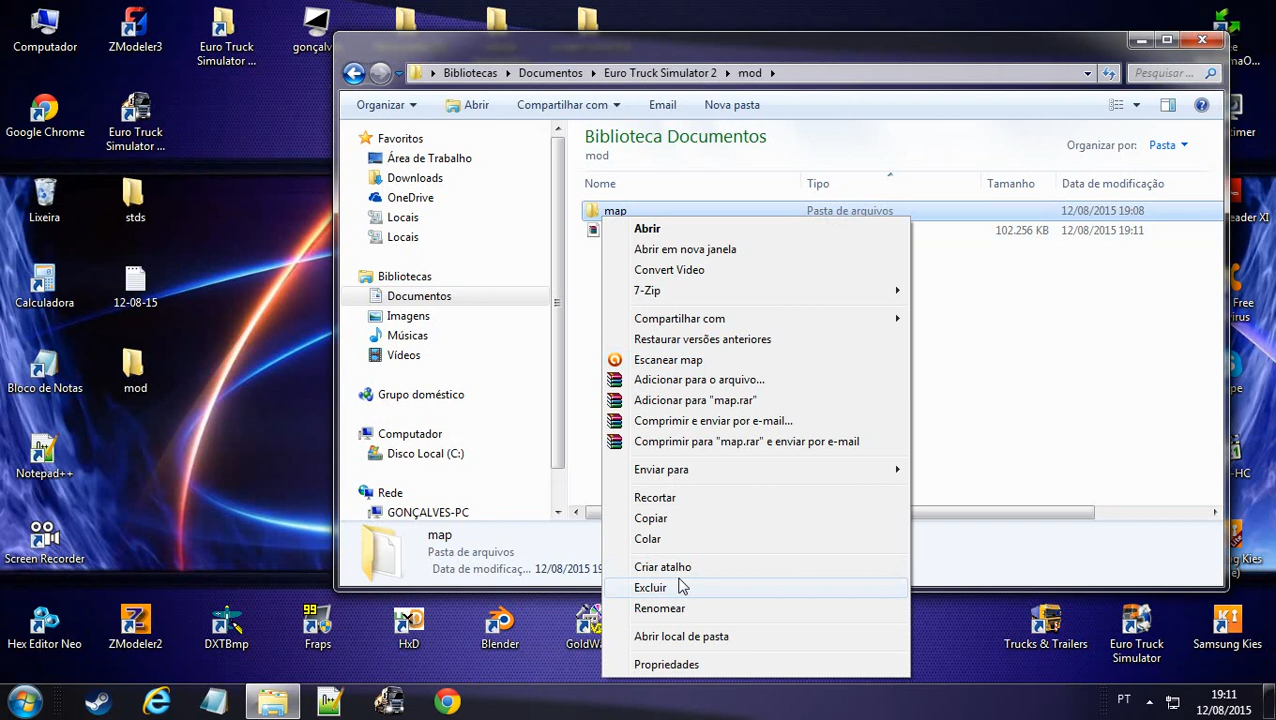 Computador
ZModeler3
Euro Truck
Simulator ...
Google Chrome
Euro Truck
Simulator ...
Lixeira
stds
Calculadora
12-08-15
Bloco de Notas
mod
Notepad++
Screen Recorder
Bibliotecas
Documentos
Euro Truck Simulator 2
mod
Pesquisar ...
Organizar
Abrir
Compartilhar com
Email
Nova pasta
Favoritos
Área de Trabalho
Downloads
OneDrive
Locais
Locais
Bibliotecas
Documentos
Imagens
Músicas
Vídeos
Grupo doméstico
Computador
Disco Local (C:)
Rede
GONÇALVES-PC
Biblioteca Documentos
mod
Organizar por: Pasta
Nome Tipo Tamanho Data de modificação
map Pasta de arquivos 12/08/2015 19:08
102.256 KB 12/08/2015 19:11
Abrir
Abrir em nova janela
Convert Video
7-Zip
Compartilhar com
Restaurar versões anteriores
Escanear map
Adicionar para o arquivo...
Adicionar para "map.rar"
Comprimir e enviar por e-mail...
Comprimir para "map.rar" e enviar por e-mail
Enviar para
Recortar
Copiar
Colar
Criar atalho
Excluir
Renomear
Abrir local de pasta
Propriedades
map
Pasta de arquivos
Data de modificaç...
Hex Editor Neo
ZModeler2
99
DXTBmp
Fraps
HxD
Blender
Trucks & Trailers
Euro Truck
Simulator
Samsung Kies
PT
19:11
12/08/2015